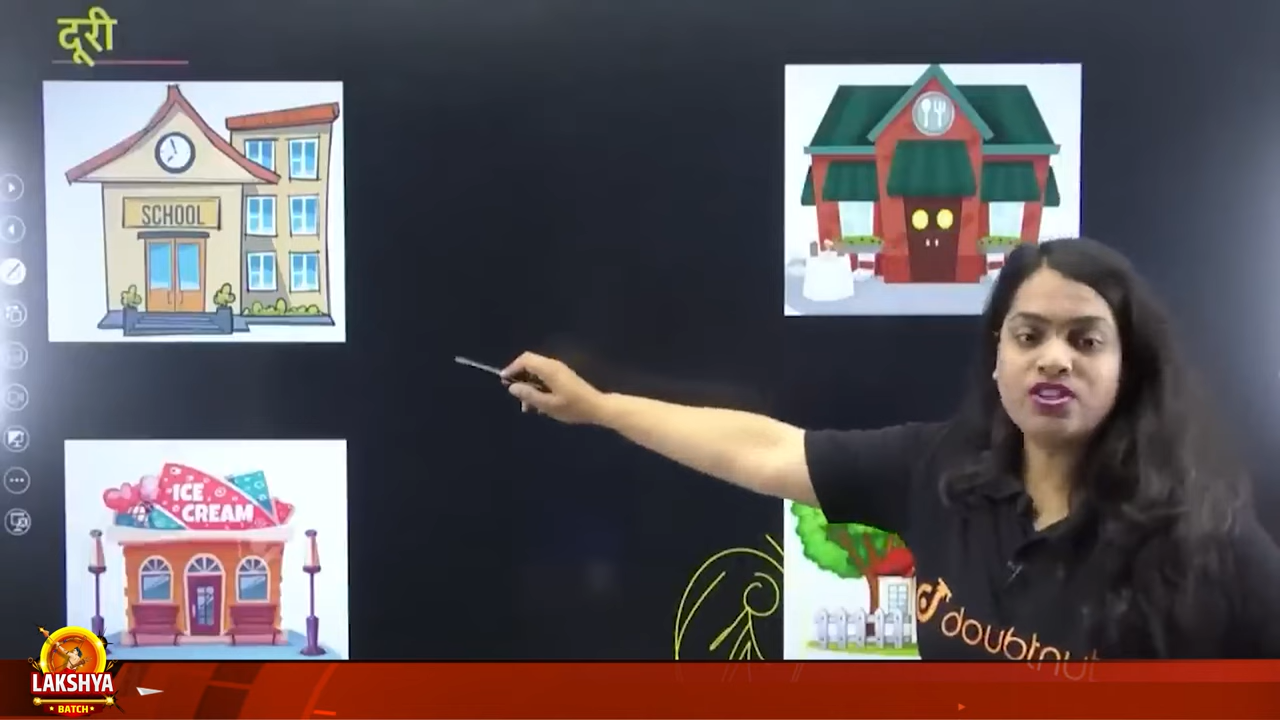 दूरी
SCHOOL
ICE
CREAM
doubtnut
LAKSHYA
BATCH